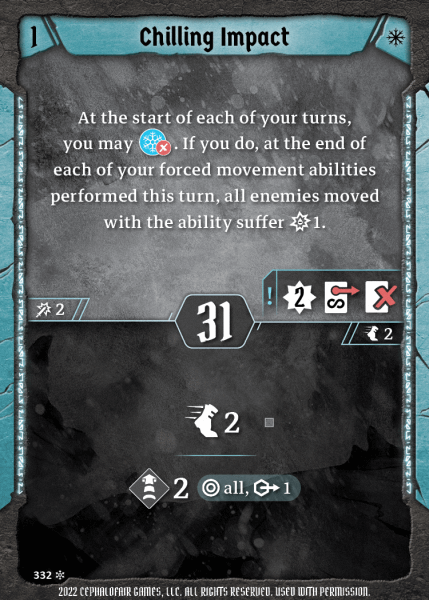 1
Chilling Impact
At the start of each of your turns,
you may . If you do, at the end of
each of your forced movement abilities
performed this turn, all enemies moved
with the ability suffer 1.
! 2
2
31
2
2
2 all, 1
332
2022 CEPHALOFAIR GAMES, LLC. ALL RIGHTS RESERVED. USED WITH PERMISSION.